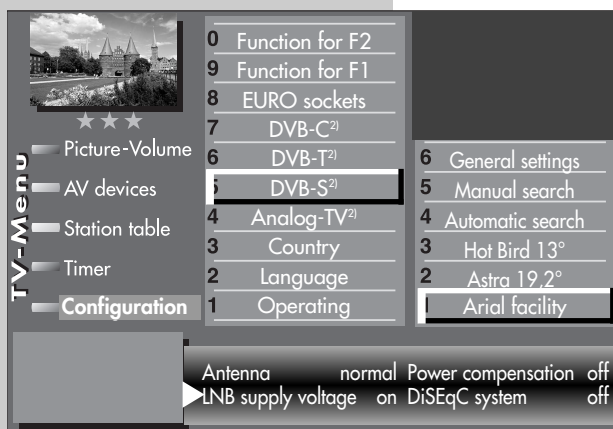 TV-Menu
Picture-Volume
AV devices
Station table
Timer
Configuration
0 Function for F2
9 Function for F1
8 EURO sockets
7 DVB-C2)
6 DVB-T2)
5 DVB-S2)
4 Analog-TV2)
3 Country
2 Language
1 Operating
6 General settings
5 Manual search
4 Automatic search
3 Hot Bird 13°
2 Astra 19,2°
1 Arial facility
Antenna normal Power compensation off
LNB supply voltage on DiSEqC system off